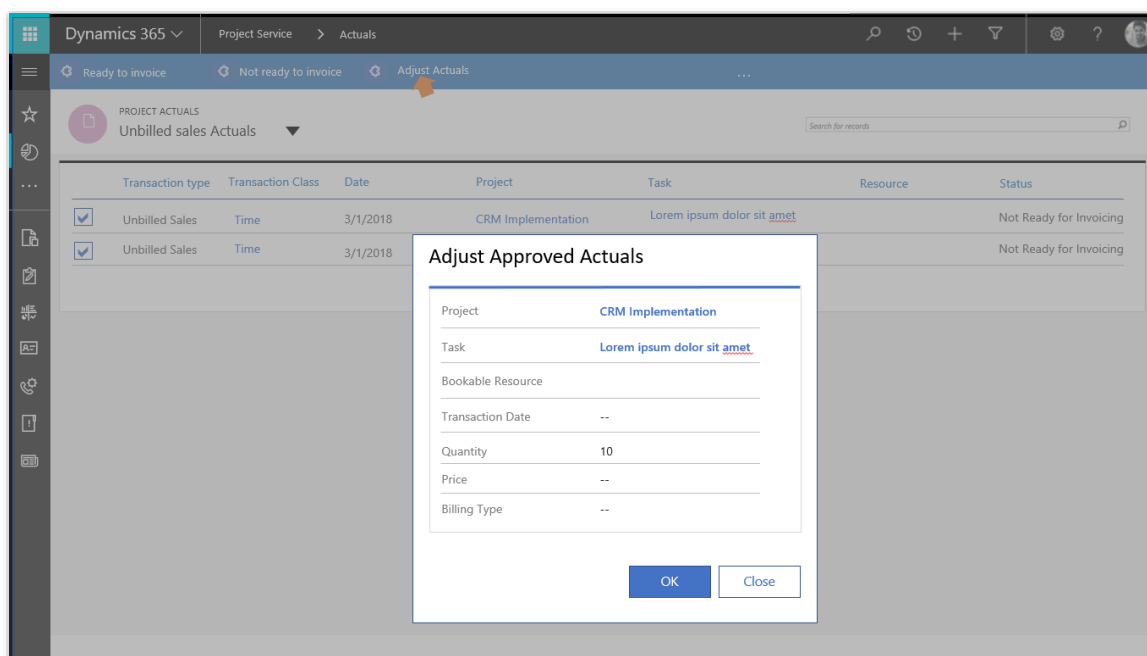 Dynamics 365 Project Service > Actuals ?
Ready to invoice Not ready to invoice Adjust Actuals ...
PROJECT ACTUALS
Unbilled sales Actuals
Search for records
Transaction type Transaction Class Date Project Task Resource Status
Unbilled Sales Time 3/1/2018 CRM Implementation Lorem ipsum dolor sit amet Not Ready for Invoicing
Unbilled Sales Time 3/1/2018 Not Ready for Invoicing
Adjust Approved Actuals
Project CRM Implementation
Task Lorem ipsum dolor sit amet
Bookable Resource
Transaction Date --
Quantity 10
Price --
Billing Type --
OK Close